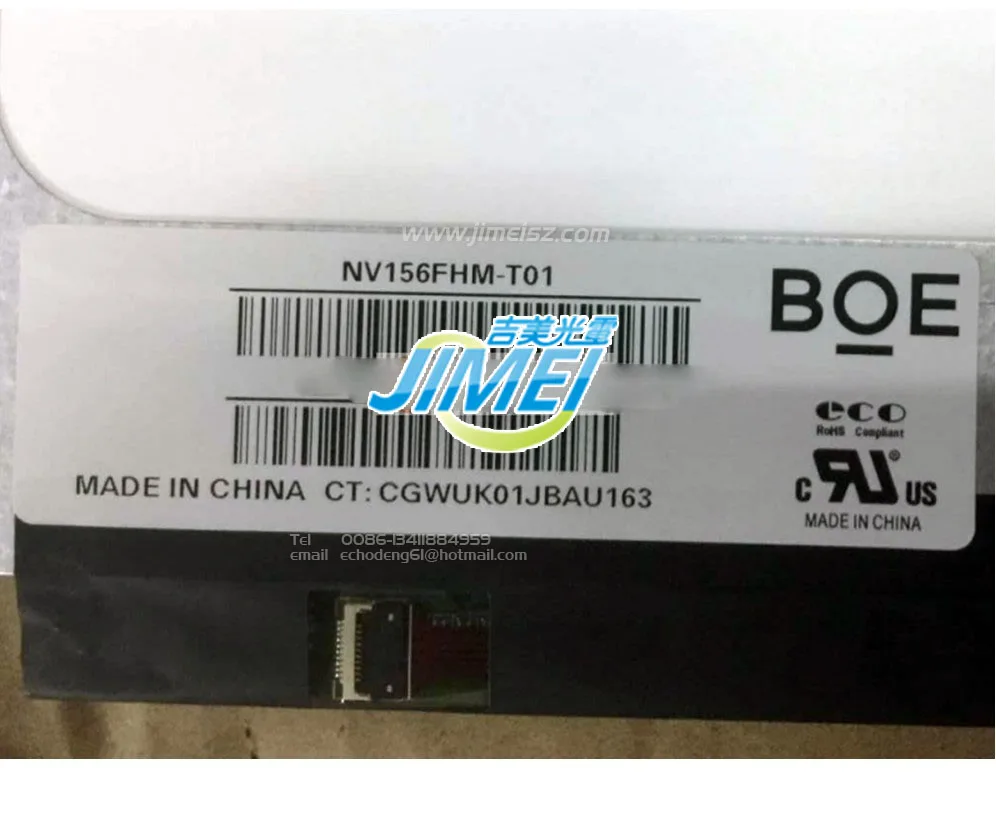 www.jimeisz.com
NV156FHM-T01
BOE
吉美光電
JIMEI
eco
RoHS Compliant
MADE IN CHINA CT: CGWUK01JBAU163
c RU ® US
MADE IN CHINA
Tel 0086-13411884959
email echodeng61@hotmail.com